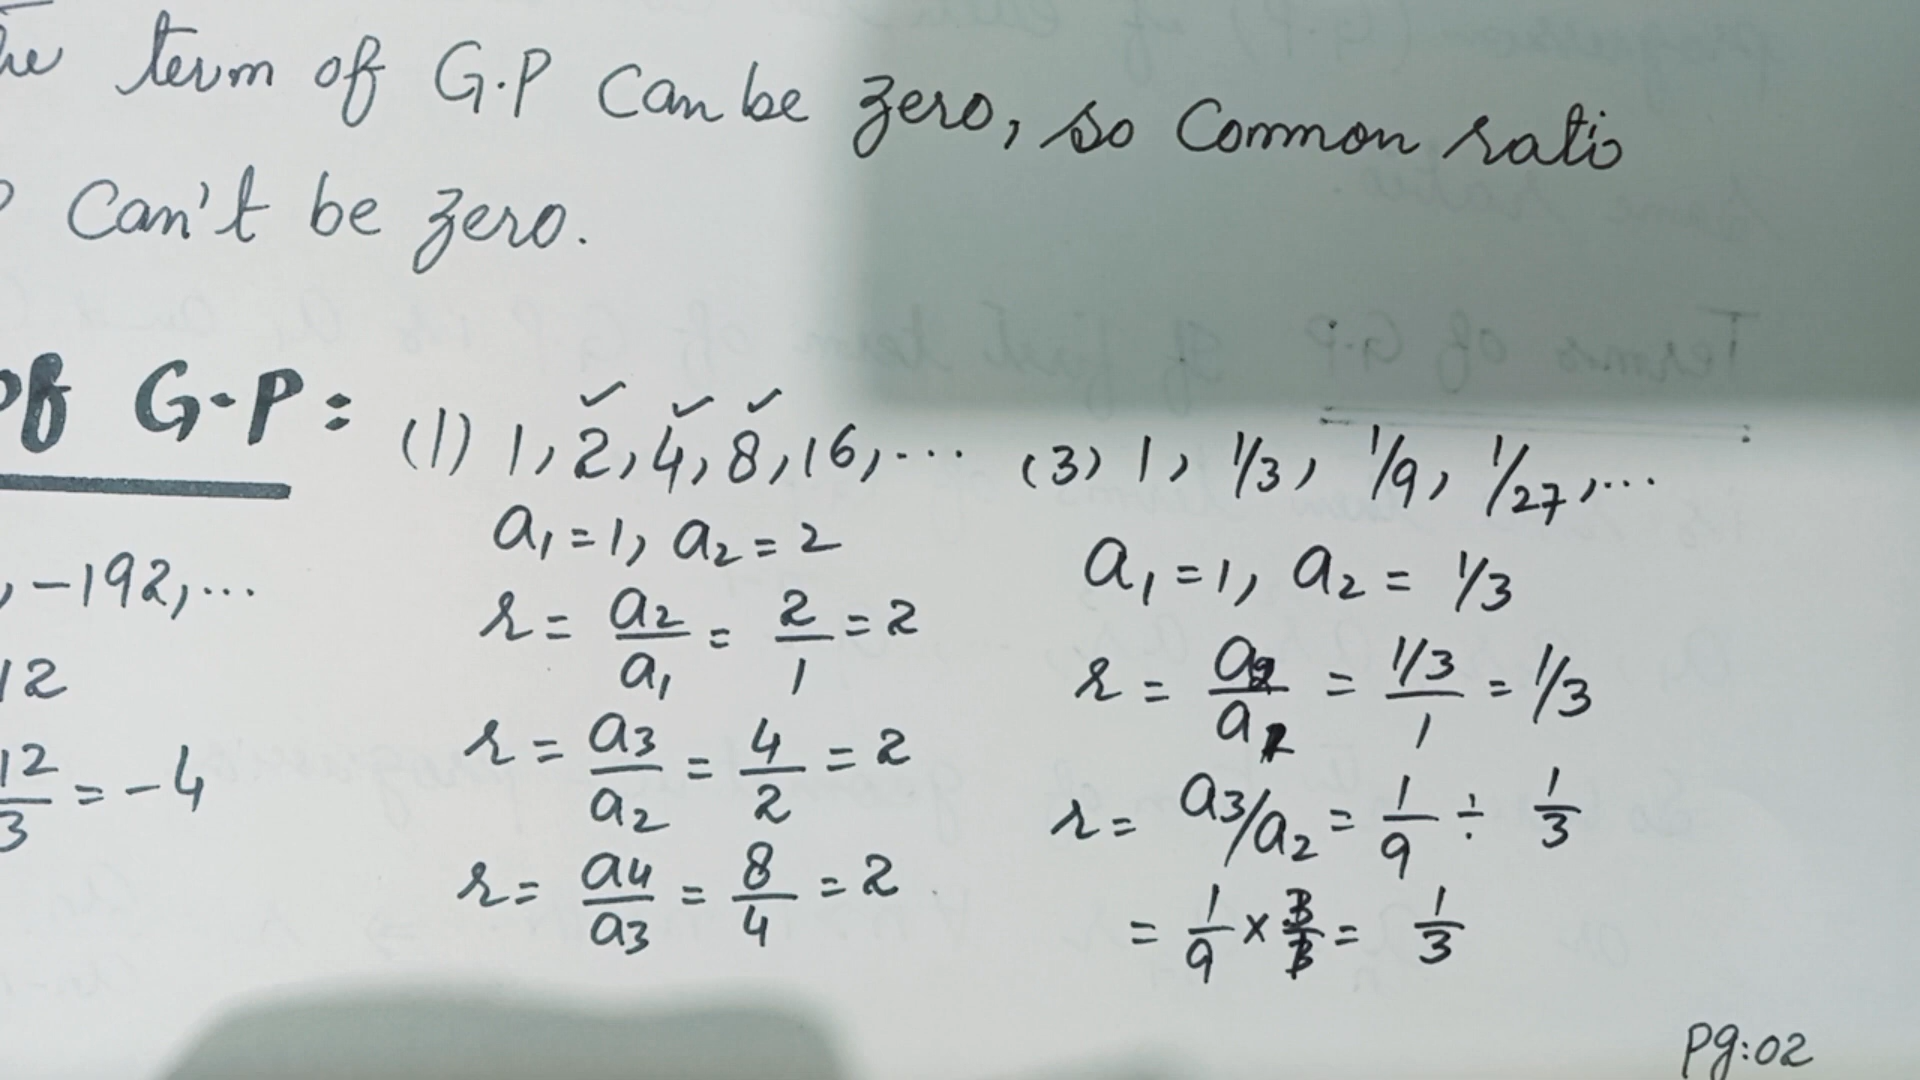 he term of G.P Can be zero, so Common ratio
Can't be zero.
of G.P:
(1) 1, 2, 4, 8, 16, ...
a₁ = 1, a₂ = 2
r = a₂/a₁ = 2/1 = 2
r = a₃/a₂ = 4/2 = 2
r = a₄/a₃ = 8/4 = 2
(3) 1, 1/3, 1/9, 1/27, ...
a₁ = 1, a₂ = 1/3
r = a₂/a₁ = 1/3/1 = 1/3
r = a₃/a₂ = 1/9 ÷ 1/3
= 1/9 × 3/1 = 1/3
, -192, ...
12
12/3 = -4
Pg:02